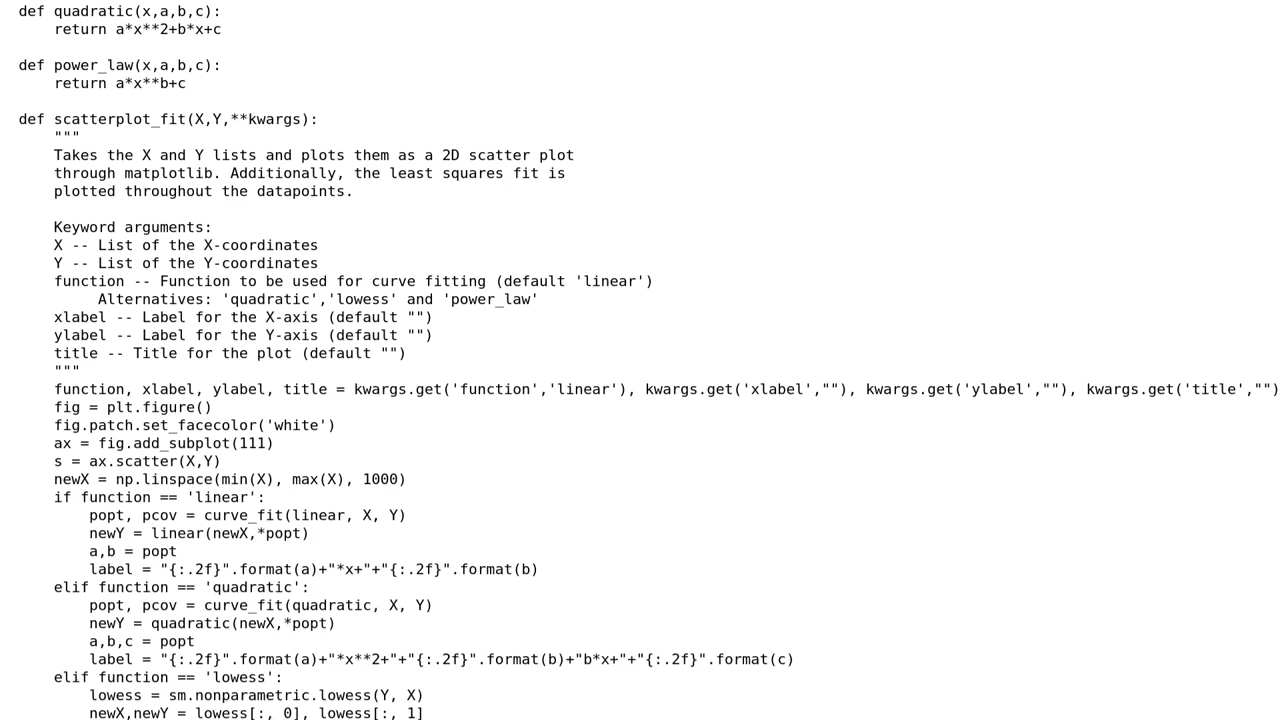 def quadratic(x,a,b,c):
    return a*x**2+b*x+c

def power_law(x,a,b,c):
    return a*x**b+c

def scatterplot_fit(X,Y,**kwargs):
    """
    Takes the X and Y lists and plots them as a 2D scatter plot
    through matplotlib. Additionally, the least squares fit is
    plotted throughout the datapoints.

    Keyword arguments:
    X -- List of the X-coordinates
    Y -- List of the Y-coordinates
    function -- Function to be used for curve fitting (default 'linear')
         Alternatives: 'quadratic','lowess' and 'power_law'
    xlabel -- Label for the X-axis (default "")
    ylabel -- Label for the Y-axis (default "")
    title -- Title for the plot (default "")
    """
    function, xlabel, ylabel, title = kwargs.get('function','linear'), kwargs.get('xlabel',""), kwargs.get('ylabel',""), kwargs.get('title',"")
    fig = plt.figure()
    fig.patch.set_facecolor('white')
    ax = fig.add_subplot(111)
    s = ax.scatter(X,Y)
    newX = np.linspace(min(X), max(X), 1000)
    if function == 'linear':
        popt, pcov = curve_fit(linear, X, Y)
        newY = linear(newX,*popt)
        a,b = popt
        label = "{:.2f}".format(a)+"*x+"+"{:.2f}".format(b)
    elif function == 'quadratic':
        popt, pcov = curve_fit(quadratic, X, Y)
        newY = quadratic(newX,*popt)
        a,b,c = popt
        label = "{:.2f}".format(a)+"*x**2+"+"{:.2f}".format(b)+"b*x+"+"{:.2f}".format(c)
    elif function == 'lowess':
        lowess = sm.nonparametric.lowess(Y, X)
        newX,newY = lowess[:, 0], lowess[:, 1]